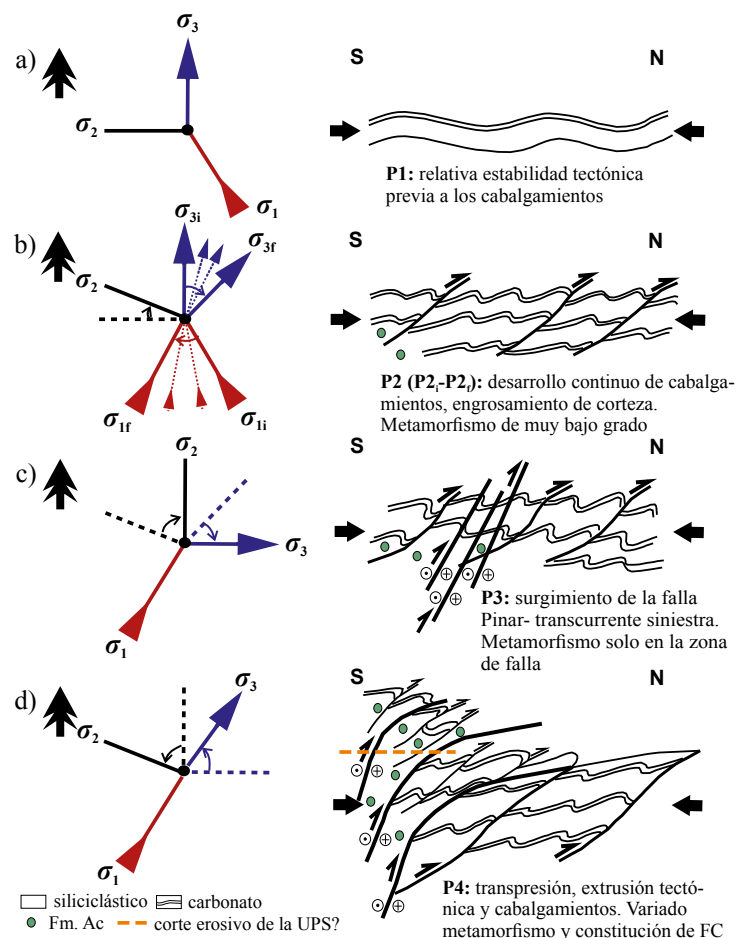 a)
σ3
σ2
σ1
S
N
P1: relativa estabilidad tectónica
previa a los cabalgamientos
b)
σ3i
σ3f
σ2
σ1f
σ1i
S
N
P2 (P2i-P2f): desarrollo continuo de cabalga-
mientos, engrosamiento de corteza.
Metamorfismo de muy bajo grado
c)
σ2
σ3
σ1
S
N
P3: surgimiento de la falla
Pinar- transcurrente siniestra.
Metamorfismo solo en la zona
de falla
d)
σ3
σ2
σ1
S
N
P4: transpresión, extrusión tectó-
nica y cabalgamientos. Variado
metamorfismo y constitución de FC
siliciclástico carbonato
Fm. Ac corte erosivo de la UPS?